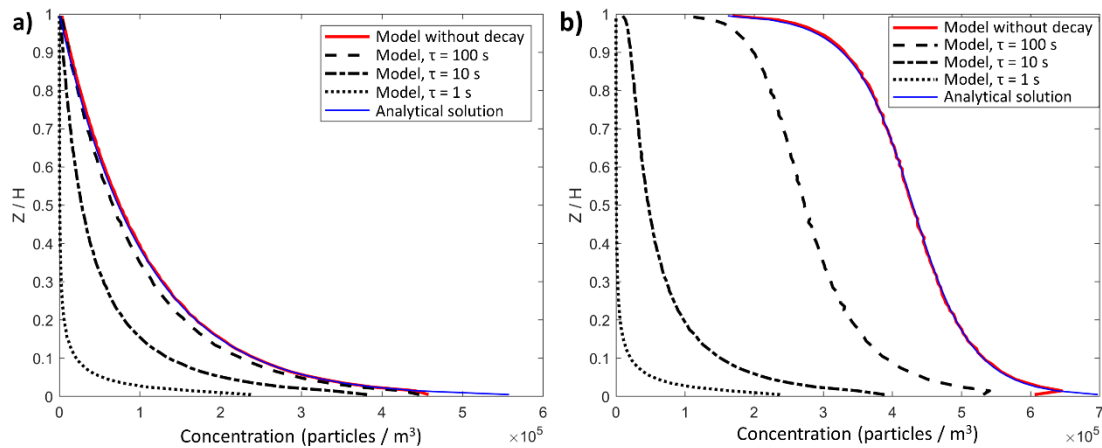 a)
Model without decay
Model, τ = 100 s
Model, τ = 10 s
Model, τ = 1 s
Analytical solution
1
0.9
0.8
0.7
0.6
0.5
0.4
0.3
0.2
0.1
0
Z / H
0 1 2 3 4 5 6
×10⁵
Concentration (particles / m³)
b)
Model without decay
Model, τ = 100 s
Model, τ = 10 s
Model, τ = 1 s
Analytical solution
1
0.9
0.8
0.7
0.6
0.5
0.4
0.3
0.2
0.1
0
Z / H
0 1 2 3 4 5 6 7
×10⁵
Concentration (particles / m³)